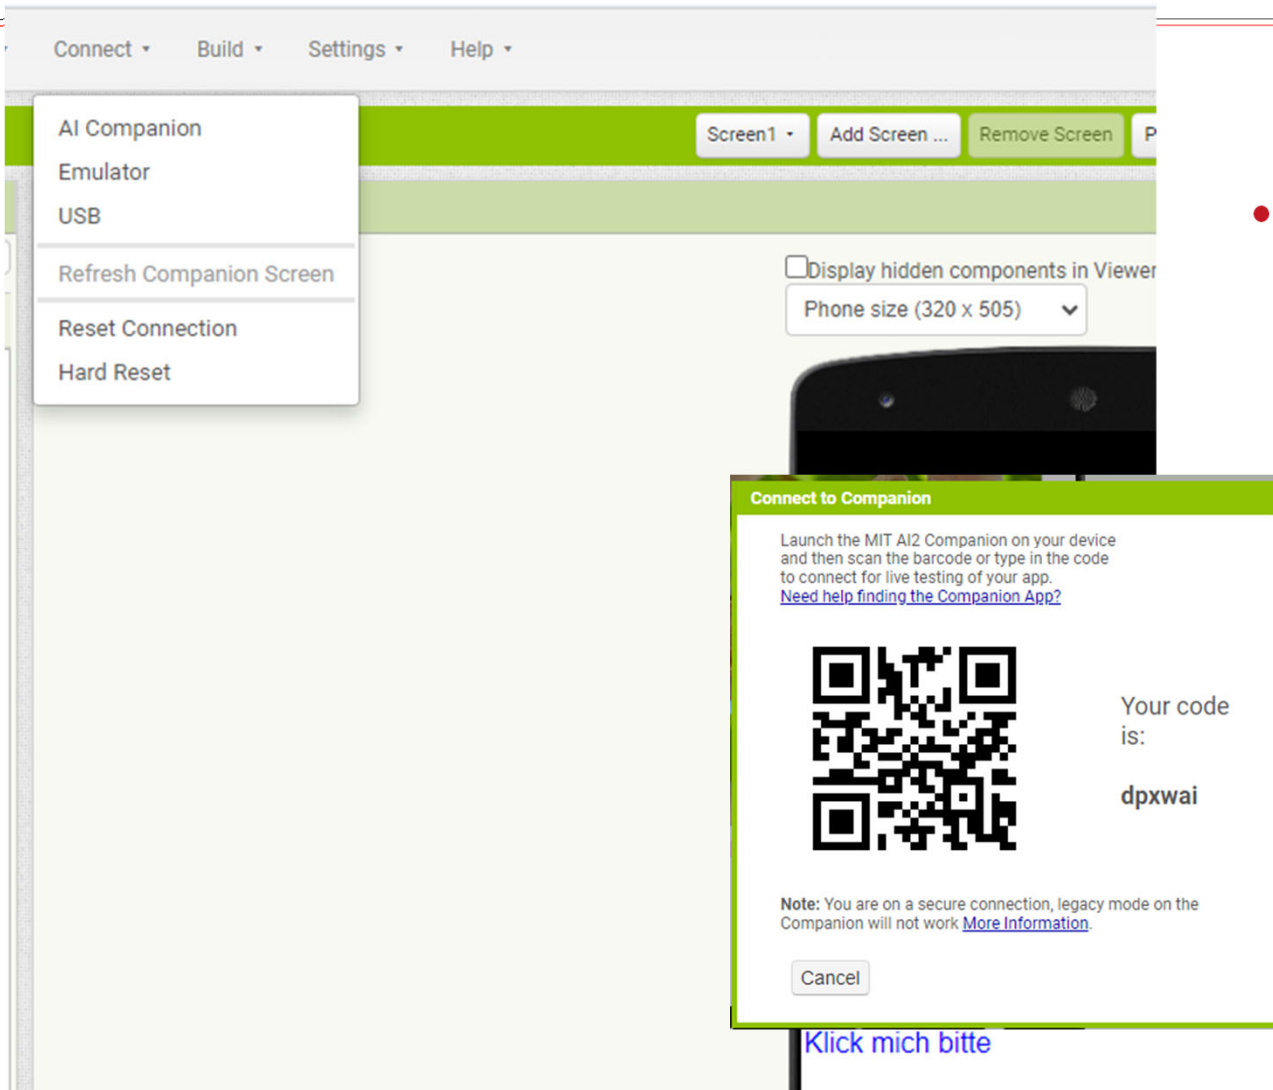 Connect Build Settings Help
AI Companion
Emulator
USB
Refresh Companion Screen
Reset Connection
Hard Reset
Screen1 Add Screen ... Remove Screen P
Display hidden components in Viewer
Phone size (320 x 505)
Connect to Companion
Launch the MIT AI2 Companion on your device
and then scan the barcode or type in the code
to connect for live testing of your app.
Need help finding the Companion App?
Your code
is:
dpxwai
Note: You are on a secure connection, legacy mode on the
Companion will not work More Information.
Cancel
Klick mich bitte